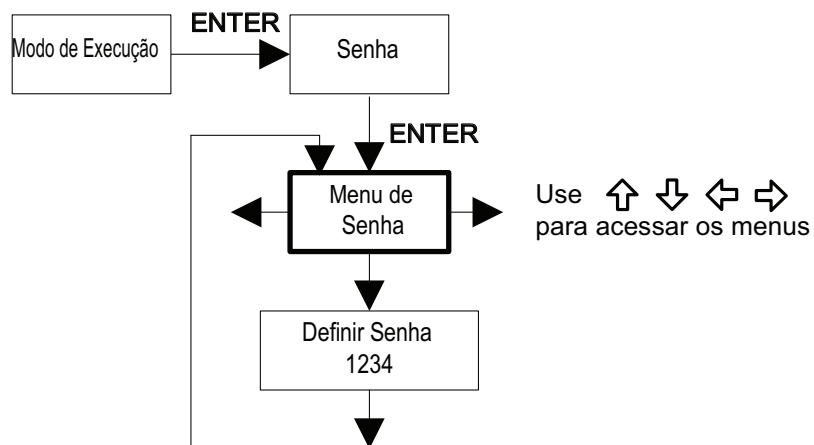 ENTER
Modo de Execução
Senha
ENTER
Menu de
Senha
Use
para acessar os menus
Definir Senha
1234